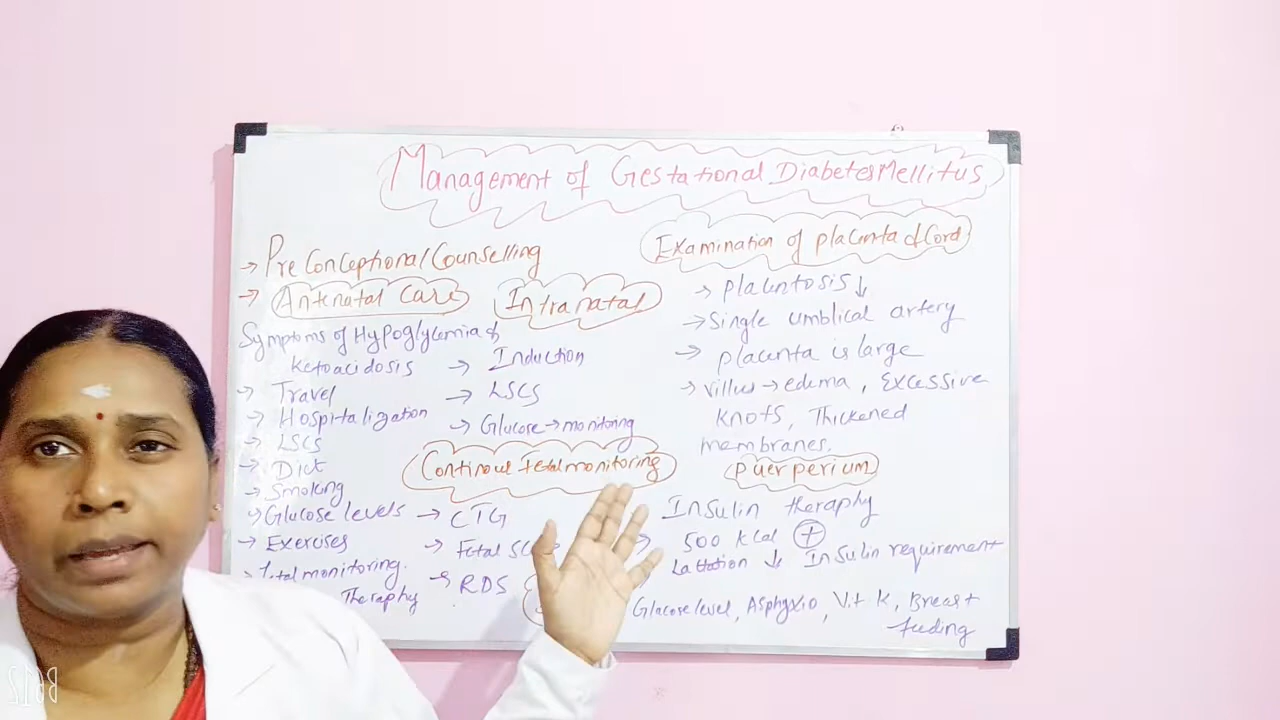 Management of Gestational Diabetes Mellitus
→ Pre Conceptional Counselling
→ Antenatal Care
Symptoms of Hypoglycemia &
Ketoacidosis
→ Travel
→ Hospitalization
→ LSCS
→ Diet
→ Smoking
→ Glucose levels
→ Exercises
monitoring.
Theraphy
Intranatal
→ Induction
→ LSCS
→ Glucose → monitoring
Continous Fetal monitoring
→ CTG
→ Fetal
→ RDS
Examination of placenta & Cord
→ placentosis ↓
→ Single umblical artery
→ placenta is large
→ villus → edema, Excessive
knots, Thickened
membranes.
Puerperium
Insulin theraphy
500 kcal +
Lactation ↓ Insulin requirement
Glucose level, Asphyxia, Vit K, Breast
feeding
B612